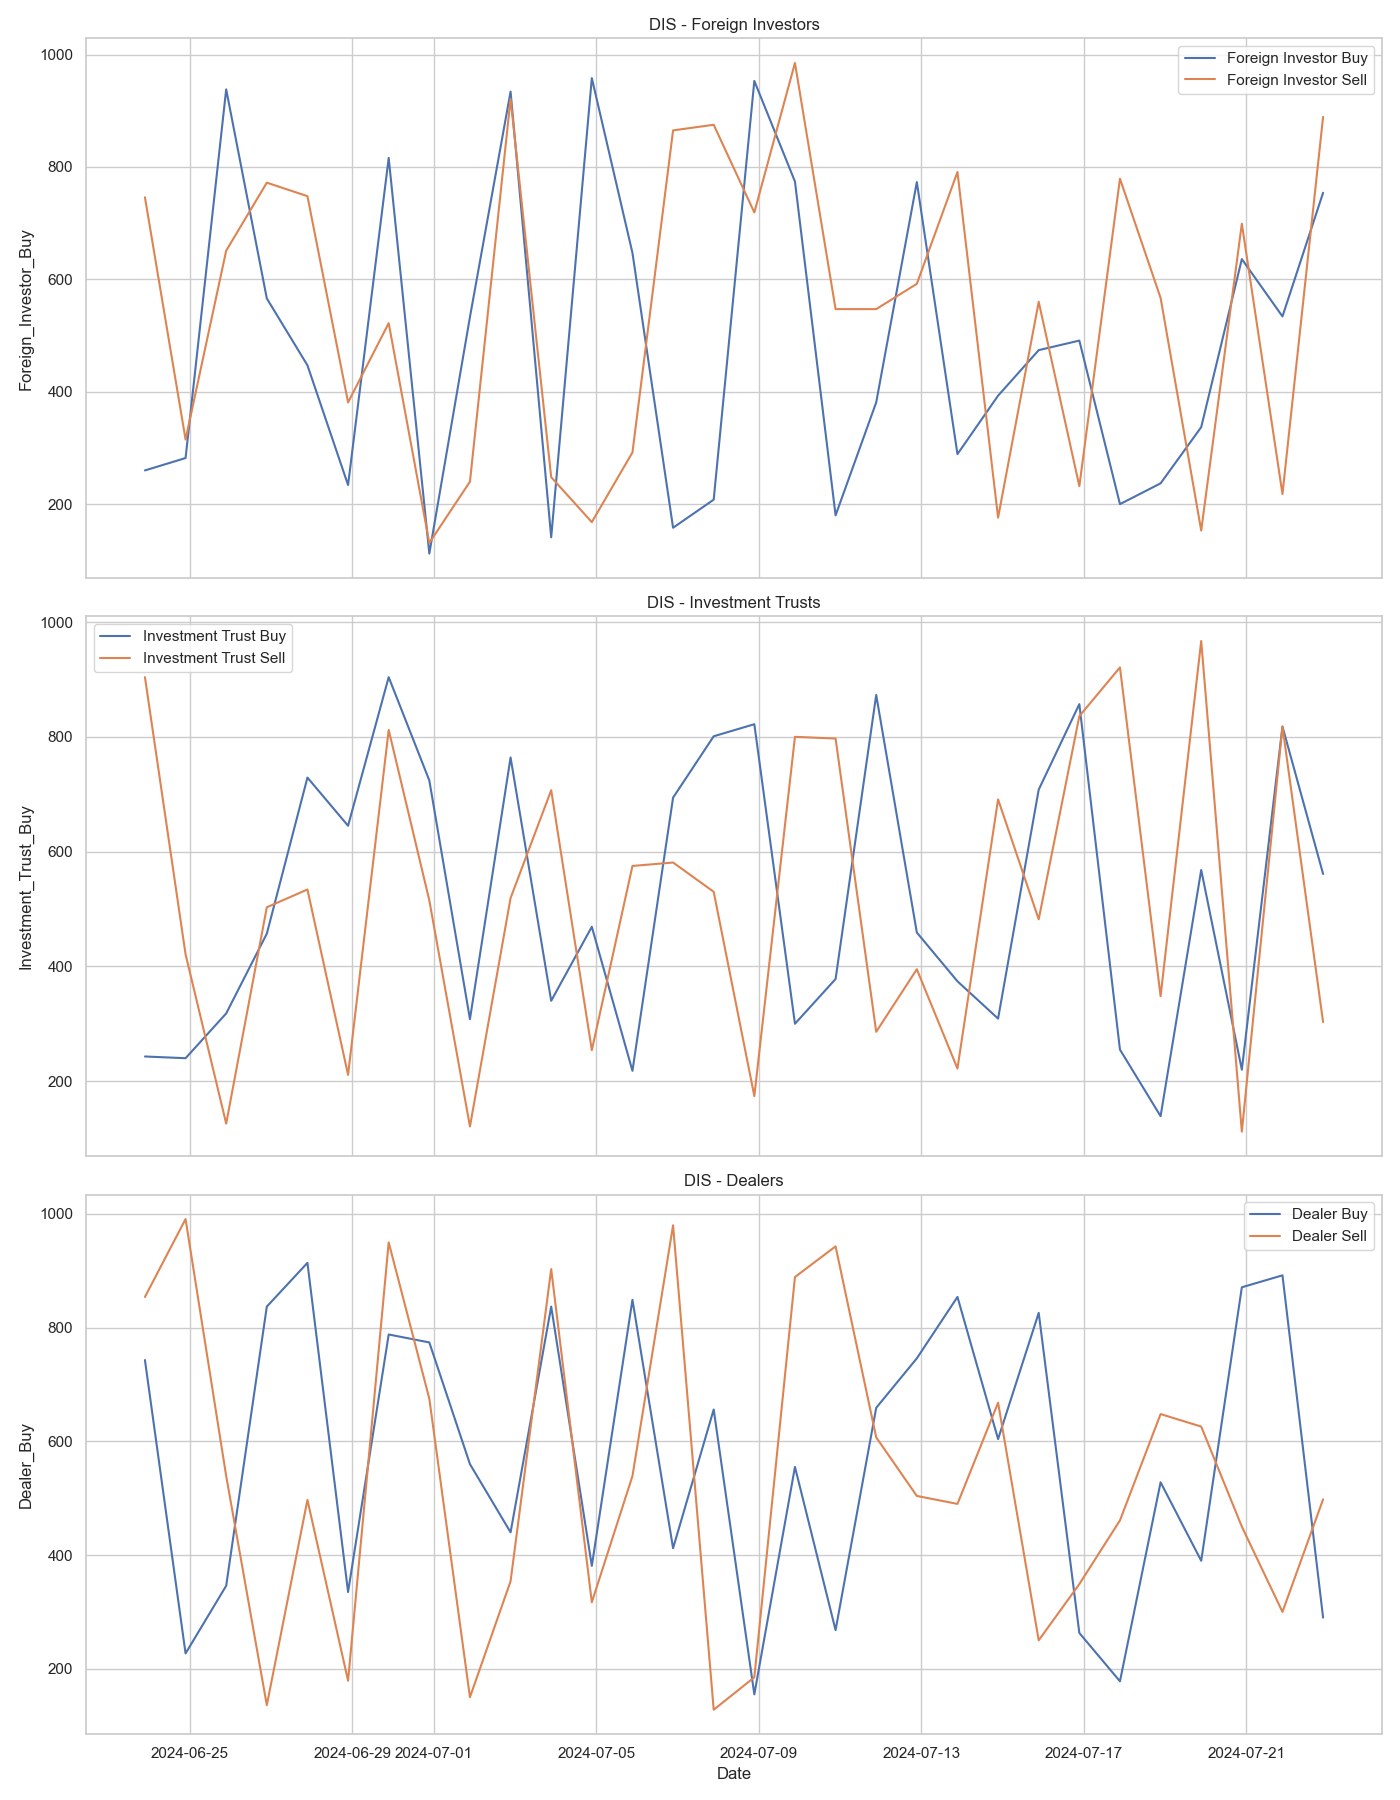 DIS - Foreign Investors
1000
800
600
400
200
Foreign_Investor_Buy
Foreign Investor Buy
Foreign Investor Sell
DIS - Investment Trusts
1000
800
600
400
200
Investment_Trust_Buy
Investment Trust Buy
Investment Trust Sell
DIS - Dealers
1000
800
600
400
200
Dealer_Buy
Dealer Buy
Dealer Sell
2024-06-25 2024-06-29 2024-07-01 2024-07-05 2024-07-09 2024-07-13 2024-07-17 2024-07-21
Date